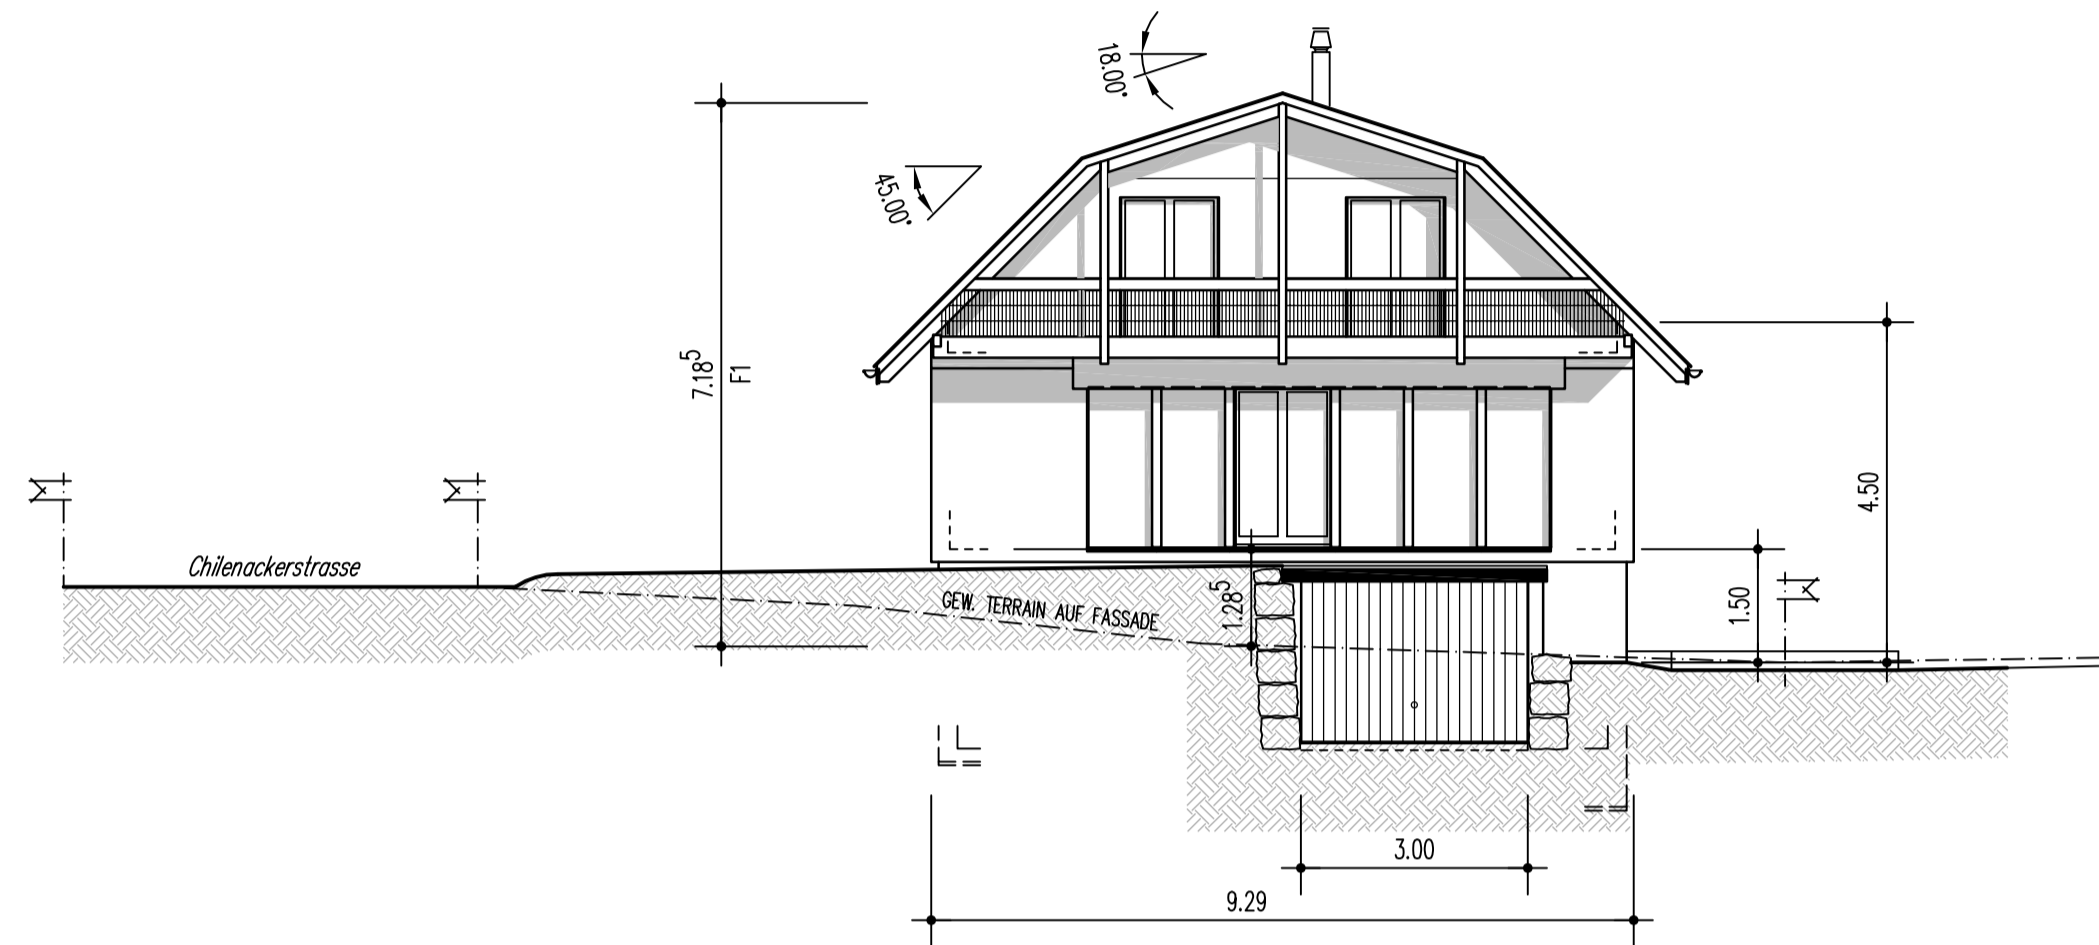 18.00°
45.00°
7.18⁵
F1
4.50
Chilenackerstrasse
GEW. TERRAIN AUF FASSADE
1.28⁵
1.50
3.00
9.29